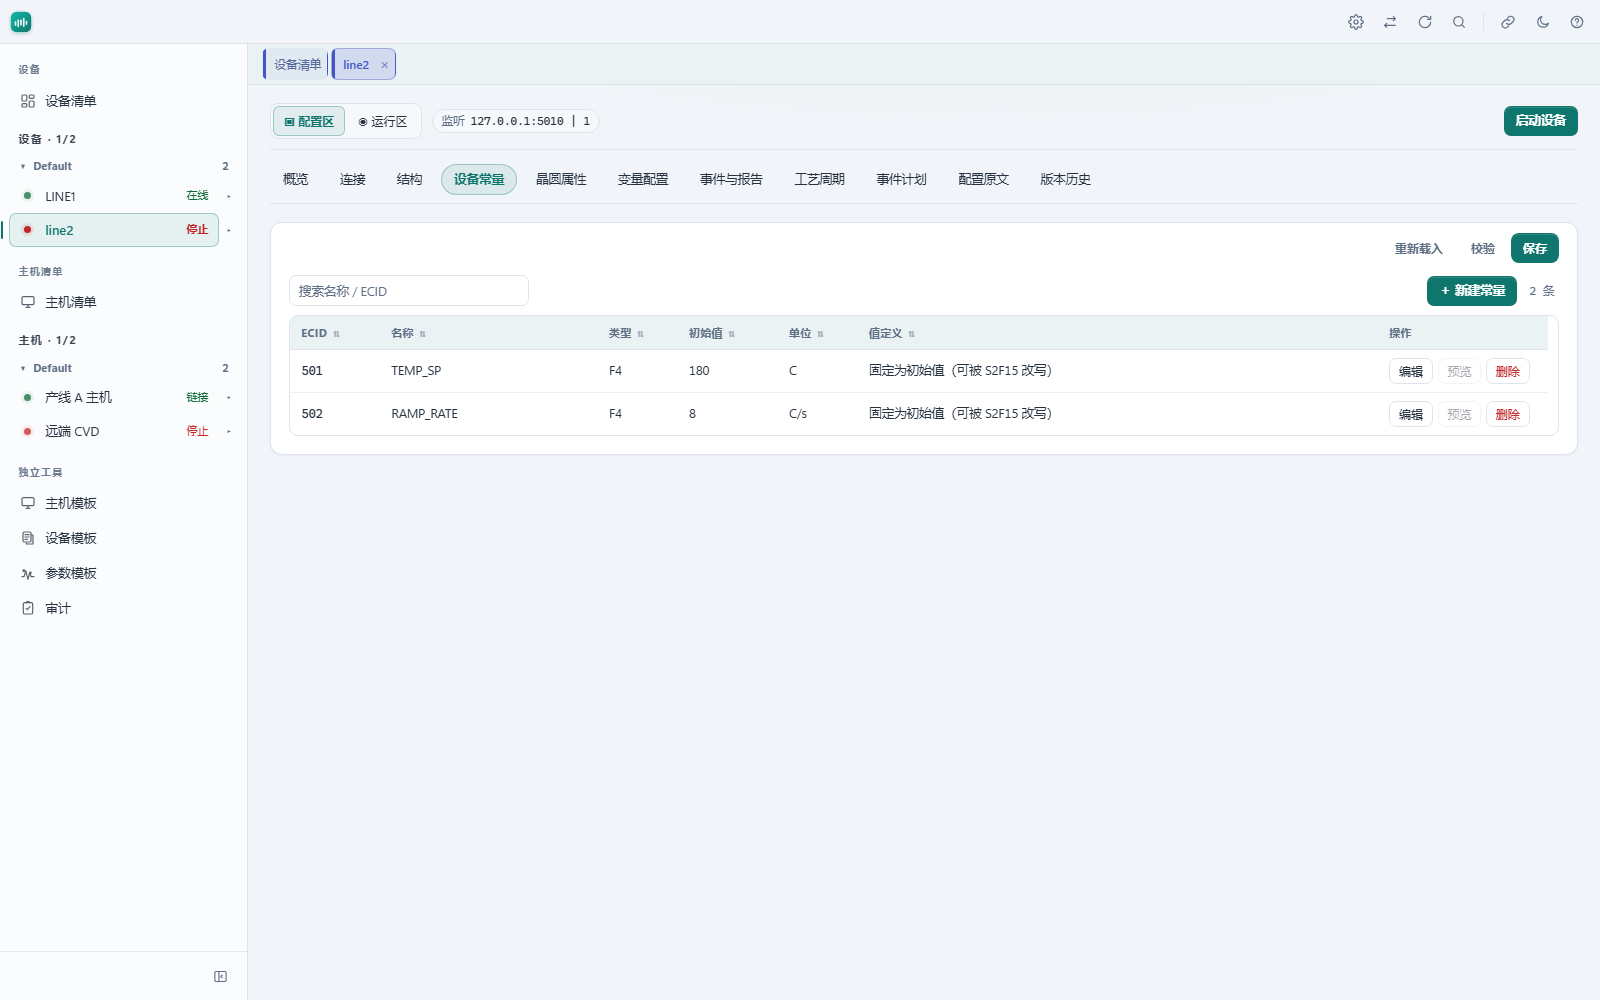 设备清单
line2 ×
配置区
运行区
监听 127.0.0.1:5010 | 1
启动设备
设备
设备清单
设备 · 1/2
Default 2
LINE1 在线
line2 停止
主机清单
主机清单
主机 · 1/2
Default 2
产线 A 主机 链接
远端 CVD 停止
独立工具
主机模板
设备模板
参数模板
审计
概览 连接 结构 设备常量 晶圆属性 变量配置 事件与报告 工艺周期 事件计划 配置原文 版本历史
重新载入 校验 保存
搜索名称 / ECID
+ 新建常量 2 条
ECID 名称 类型 初始值 单位 值定义 操作
501 TEMP_SP F4 180 C 固定为初始值（可被 S2F15 改写） 编辑 预览 删除
502 RAMP_RATE F4 8 C/s 固定为初始值（可被 S2F15 改写） 编辑 预览 删除